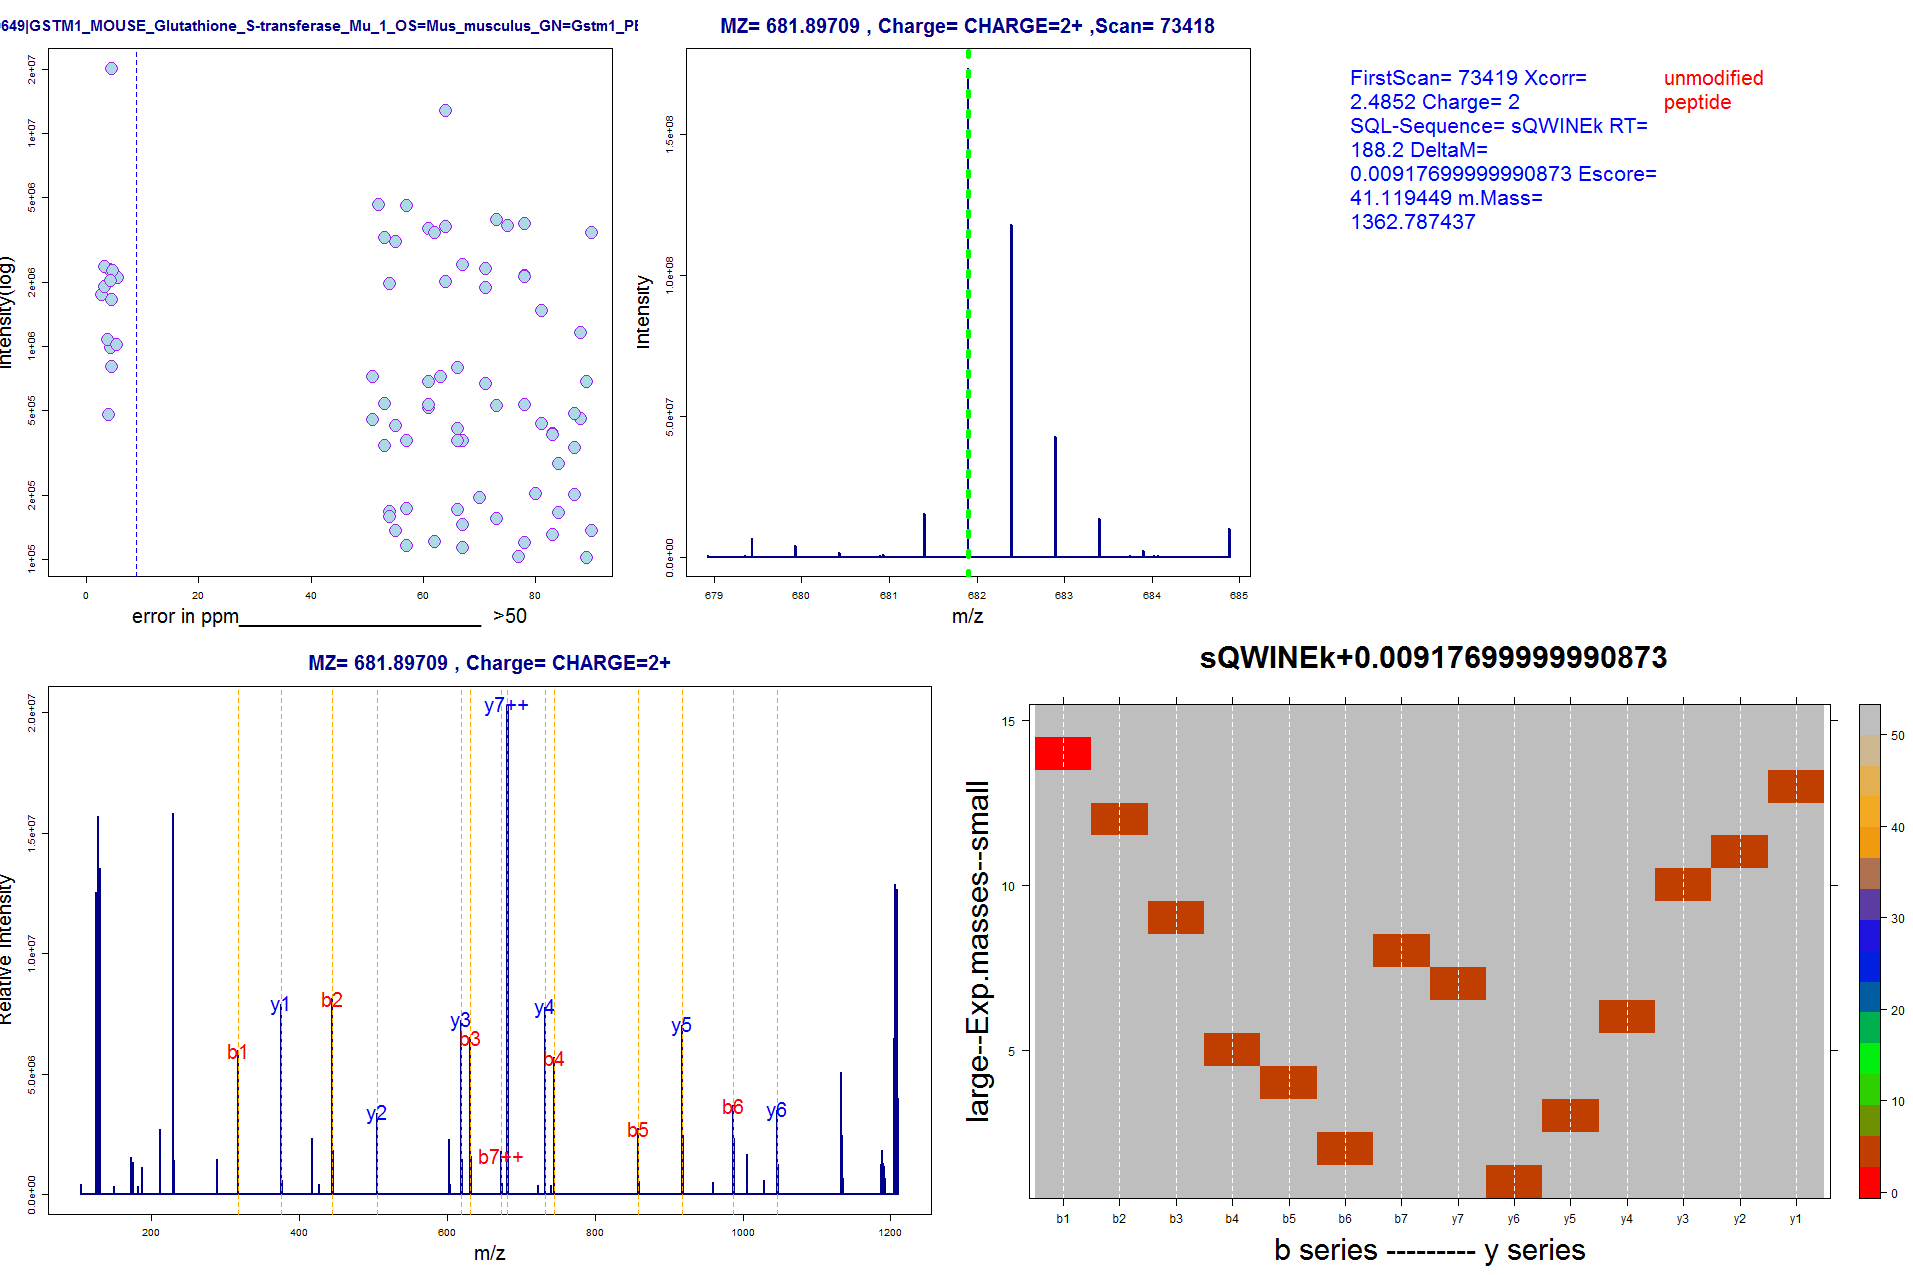 649|GSTM1_MOUSE_Glutathione_S-transferase_Mu_1_OS=Mus_musculus_GN=Gstm1_PE
Intensity(log)
2e+07
1e+07
5e+06
2e+06
1e+06
5e+05
2e+05
1e+05
0 20 40 60 80
error in ppm______________________ >50
MZ= 681.89709 , Charge= CHARGE=2+ ,Scan= 73418
Intensity
1.5e+08
1.0e+08
5.0e+07
0.0e+00
679 680 681 682 683 684 685
m/z
FirstScan= 73419 Xcorr=
2.4852 Charge= 2
SQL-Sequence= sQWINEk RT=
188.2 DeltaM=
0.00917699999990873 Escore=
41.119449 m.Mass=
1362.787437
unmodified
peptide
MZ= 681.89709 , Charge= CHARGE=2+
Relative Intensity
2.0e+07
1.5e+07
1.0e+07
5.0e+06
0.0e+00
y7++
b1
y1
b2
y2
y3
b3
b7++
y4
b4
b5
y5
b6
y6
200 400 600 800 1000 1200
m/z
sQWINEk+0.00917699999990873
large--Exp.masses--small
15
10
5
b1 b2 b3 b4 b5 b6 b7 y7 y6 y5 y4 y3 y2 y1
b series --------- y series
50
40
30
20
10
0